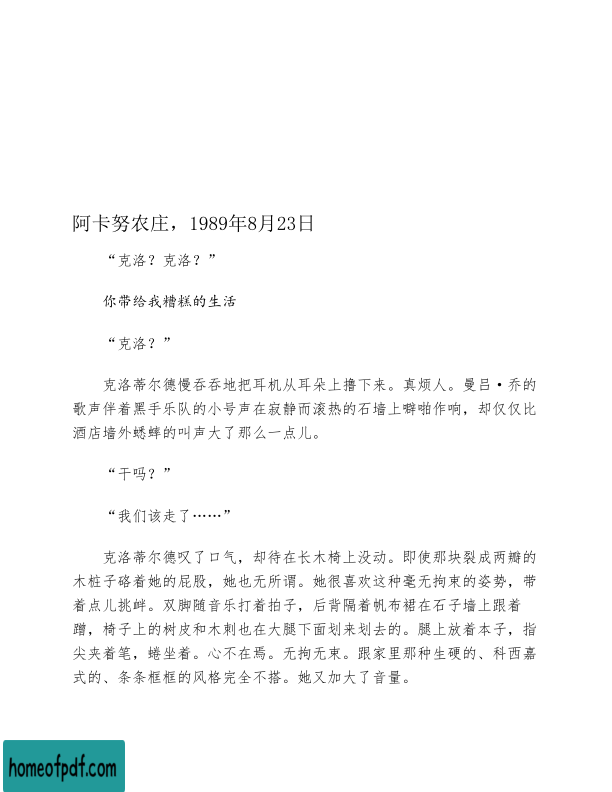 阿卡努农庄，1989年8月23日
“克洛？克洛？”
你带给我糟糕的生活
“克洛？”
克洛蒂尔德慢吞吞地把耳机从耳朵上撸下来。真烦人。曼吕·乔的
歌声伴着黑手乐队的小号声在寂静而滚热的石墙上噼啪作响，却仅仅比
酒店墙外蟋蟀的叫声大了那么一点儿。
“干吗？”
“我们该走了……”
克洛蒂尔德叹了口气，却待在长木椅上没动。即使那块裂成两瓣的
木桩子硌着她的屁股，她也无所谓。她很喜欢这种毫无拘束的姿势，带
着点儿挑衅。双脚随音乐打着拍子，后背隔着帆布裙在石子墙上跟着
蹭，椅子上的树皮和木刺也在大腿下面划来划去的。腿上放着本子，指
尖夹着笔，蜷坐着。心不在焉。无拘无束。跟家里那种生硬的、科西嘉
式的、条条框框的风格完全不搭。她又加大了音量。
homeofpdf.com